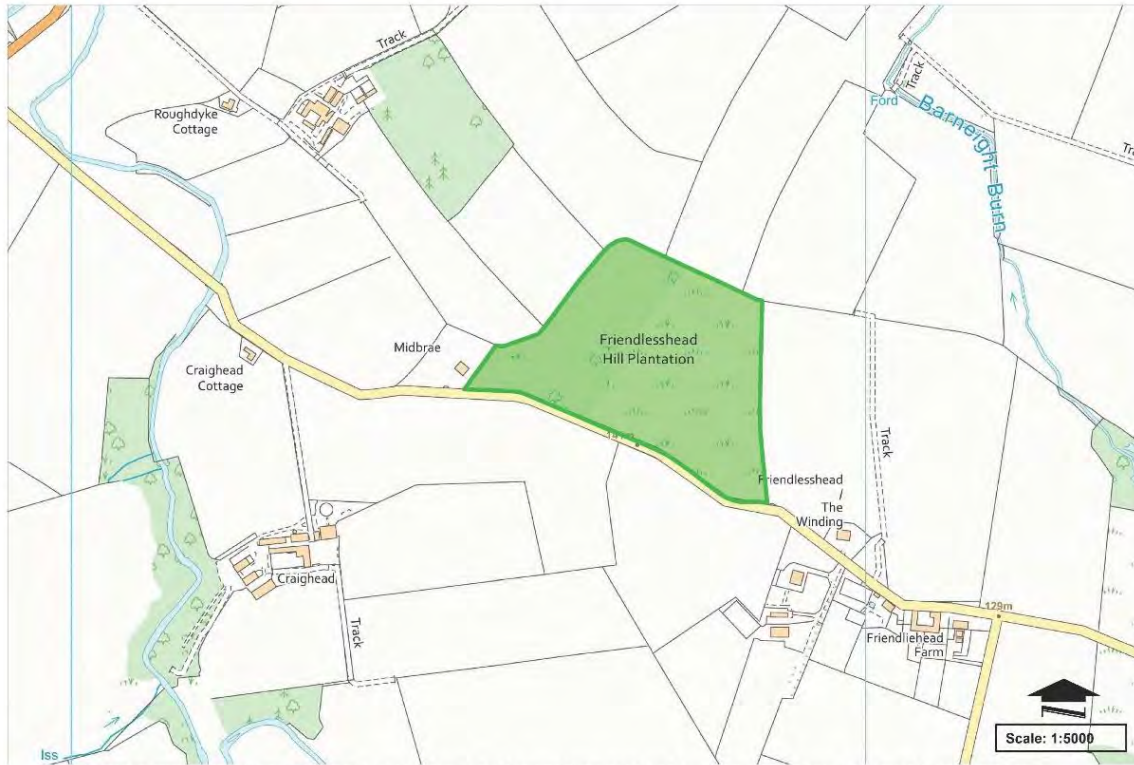 Track
Roughdyke
Cottage
Track
Ford
Barneight Burn
Friendlesshead
Hill Plantation
Midbrae
Craighead
Cottage
Track
Friendlesshead
The
Winding
Craighead
Track
129m
Friendliehead
Farm
Scale: 1:5000
Iss